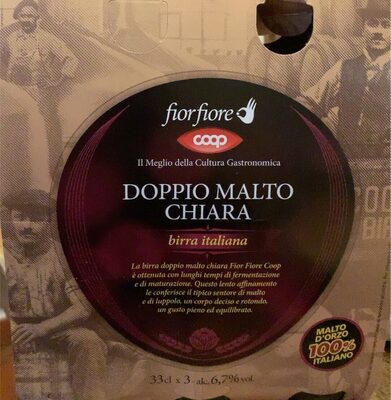 fiorfiore
coop
Il Meglio della Cultura Gastronomica
DOPPIO MALTO
CHIARA
birra italiana
La birra doppio malto chiara Fior Fiore Coop
è ottenuta con lunghi tempi di fermentazione
e di maturazione. Questo lento affinamento
le conferisce il tipico sentore di malto
e di luppolo, un corpo deciso e rotondo,
un gusto pieno ed equilibrato.
MALTO
D'ORZO
100%
ITALIANO
33 cl x 3 - alc. 6,7% vol.